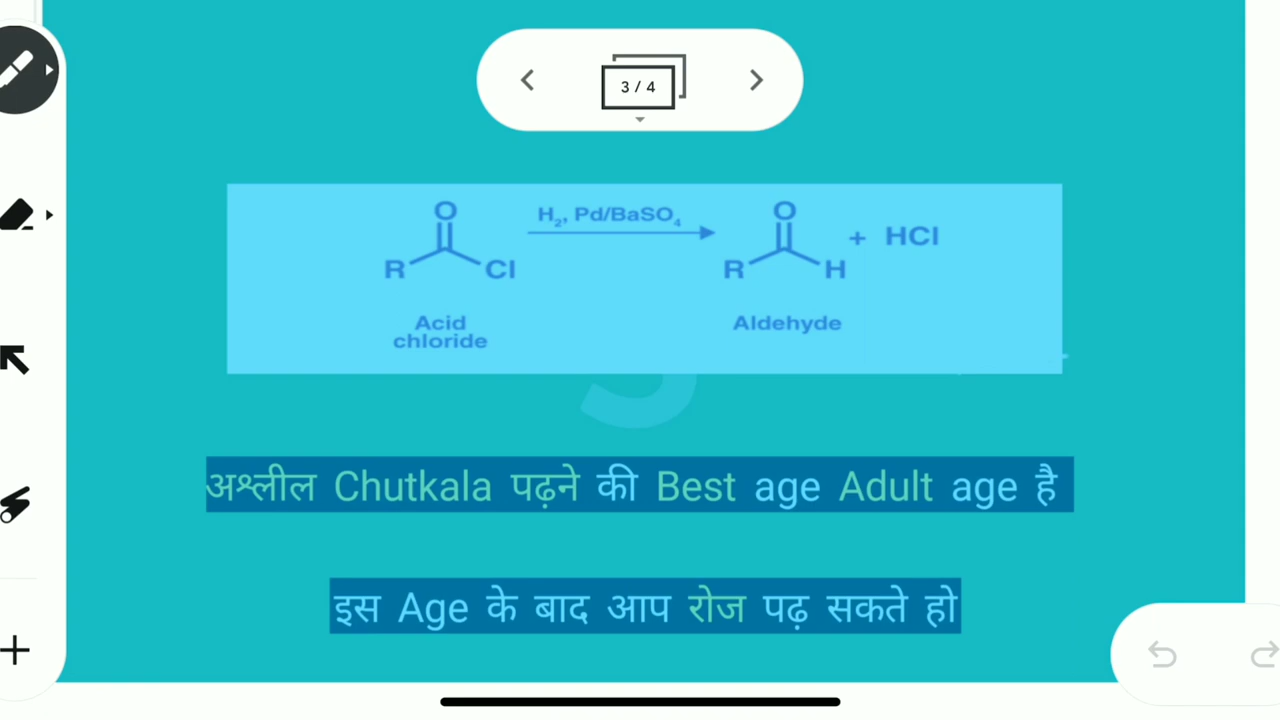 3 / 4
H₂, Pd/BaSO₄
O
R Cl
O
R H
+ HCl
Acid
chloride
Aldehyde
अश्लील Chutkala पढ़ने की Best age Adult age है
इस Age के बाद आप रोज पढ़ सकते हो